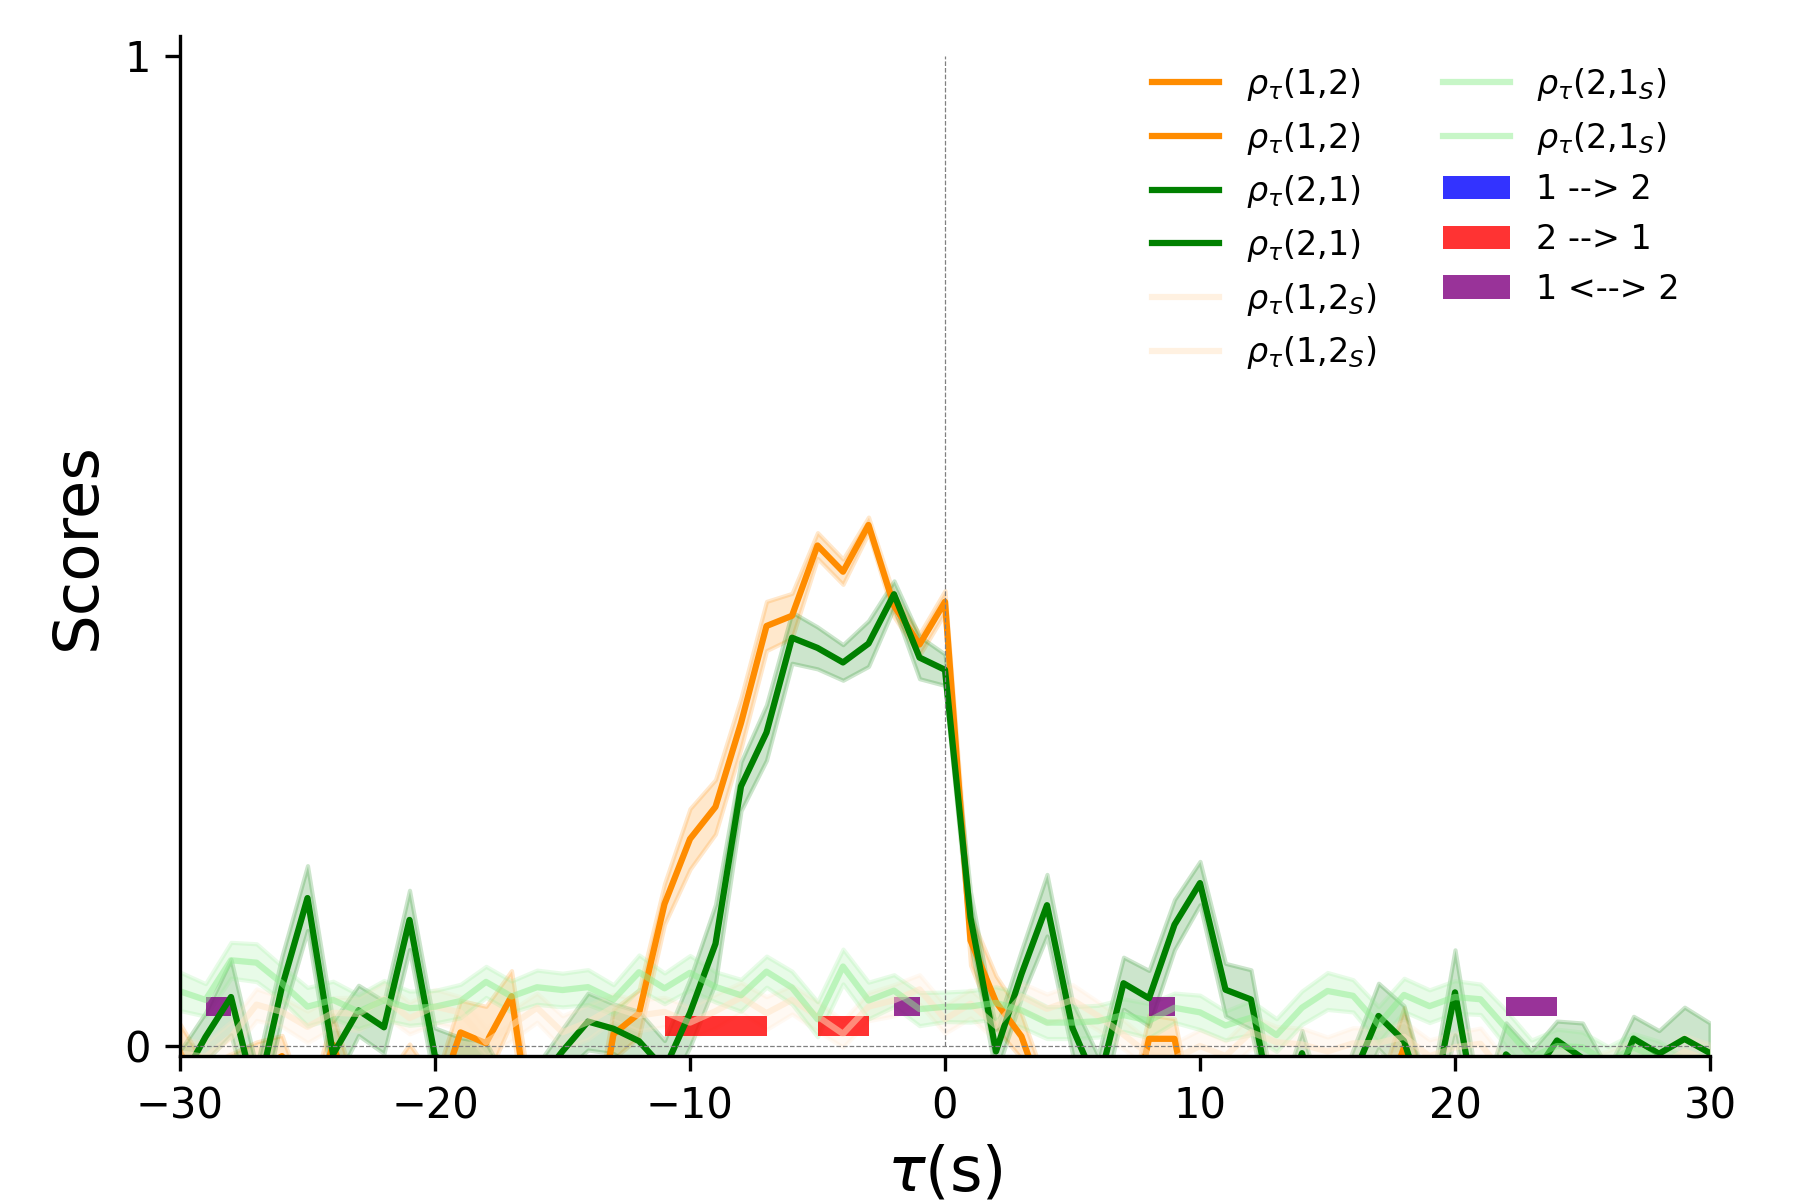 Scores
1
0
−30 −20 −10 0 10 20 30
τ(s)
ρτ(1,2)
ρτ(1,2)
ρτ(2,1)
ρτ(2,1)
ρτ(1,2S)
ρτ(1,2S)
ρτ(2,1S)
ρτ(2,1S)
1 --> 2
2 --> 1
1 <--> 2